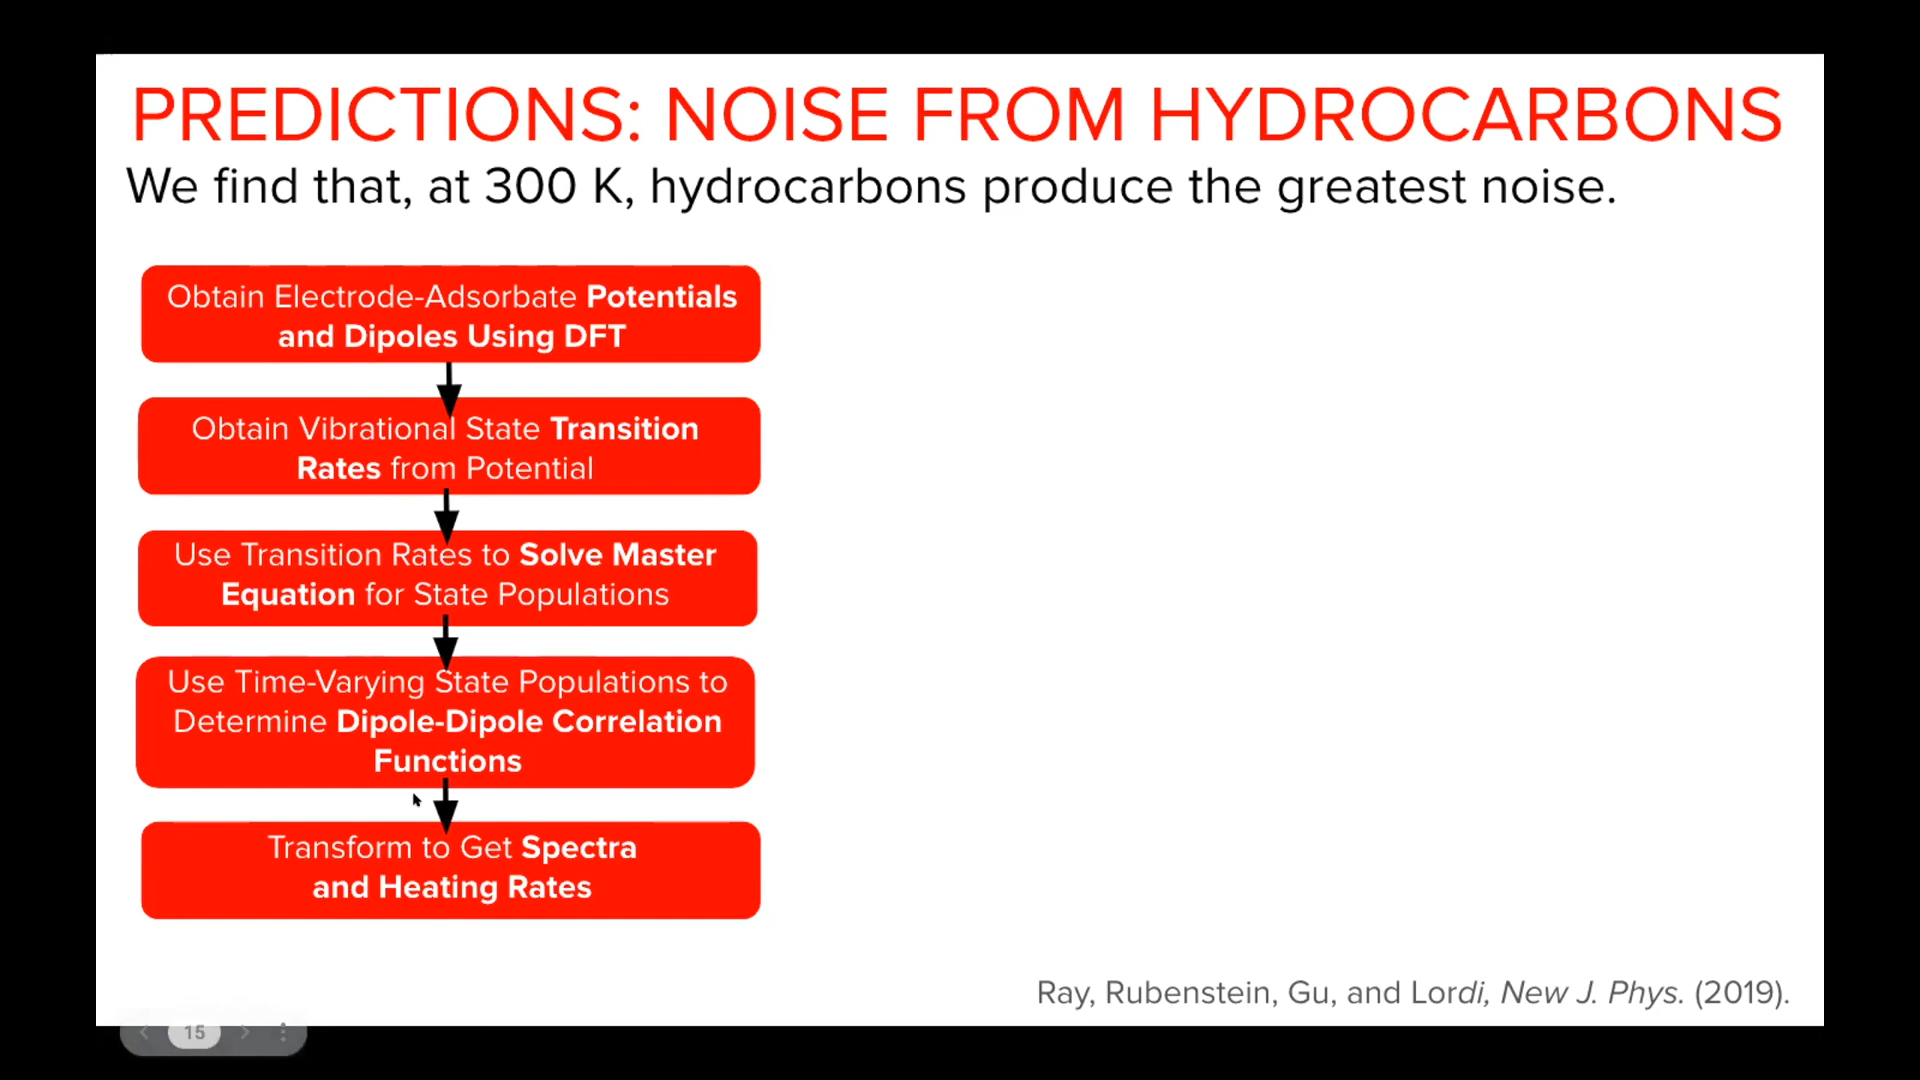 PREDICTIONS: NOISE FROM HYDROCARBONS
We find that, at 300 K, hydrocarbons produce the greatest noise.
Obtain Electrode-Adsorbate Potentials
and Dipoles Using DFT
Obtain Vibrational State Transition
Rates from Potential
Use Transition Rates to Solve Master
Equation for State Populations
Use Time-Varying State Populations to
Determine Dipole-Dipole Correlation
Functions
Transform to Get Spectra
and Heating Rates
Ray, Rubenstein, Gu, and Lordi, New J. Phys. (2019).
15